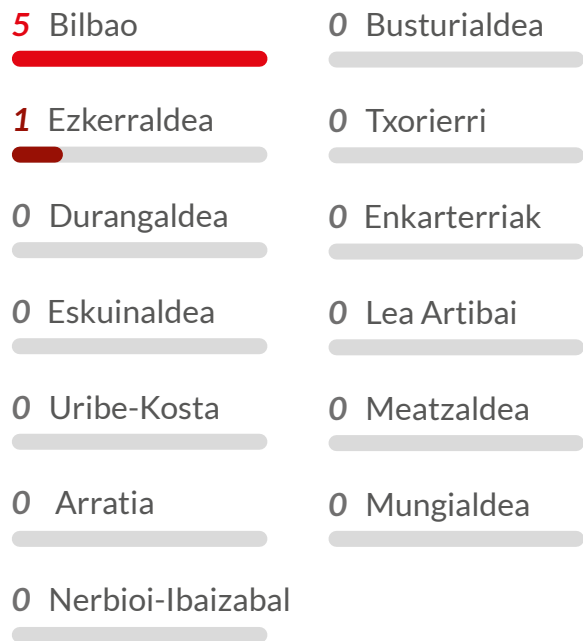 5 Bilbao
1 Ezkerraldea
0 Durangaldea
0 Eskuinaldea
0 Uribe-Kosta
0 Arratia
0 Nerbioi-Ibaizabal
0 Busturialdea
0 Txorierri
0 Enkarterriak
0 Lea Artibai
0 Meatzaldea
0 Mungialdea